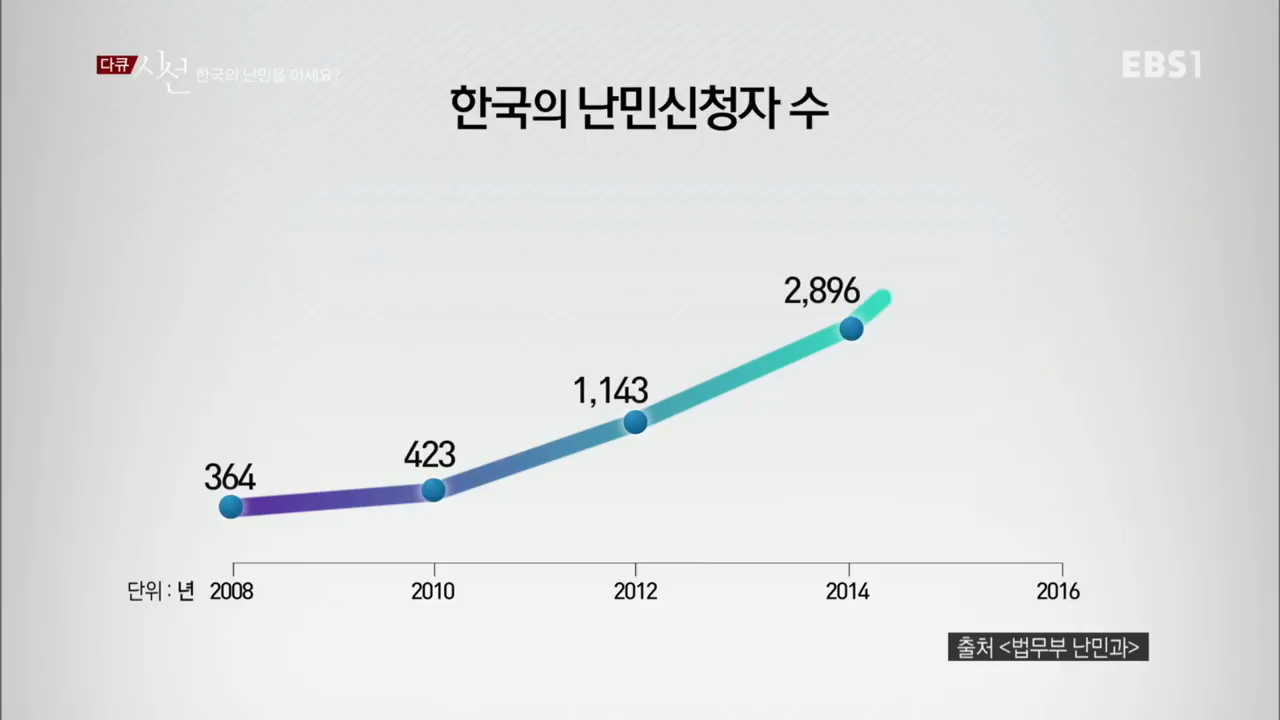 다큐 시선 한국의 난민을 아세요?
EBS1
한국의 난민신청자 수
2,896
1,143
423
364
단위 : 년 2008 2010 2012 2014 2016
출처 <법무부 난민과>